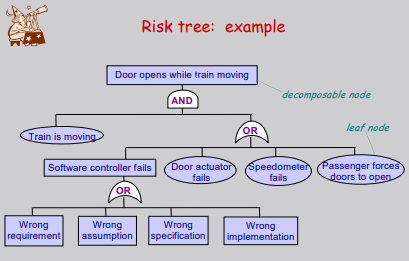 Risk tree: example
Door opens while train moving
decomposable node
AND
Train is moving
OR
leaf node
Software controller fails
Door actuator
fails
Speedometer
fails
Passenger forces
doors to open
OR
Wrong
requirement
Wrong
assumption
Wrong
specification
Wrong
implementation